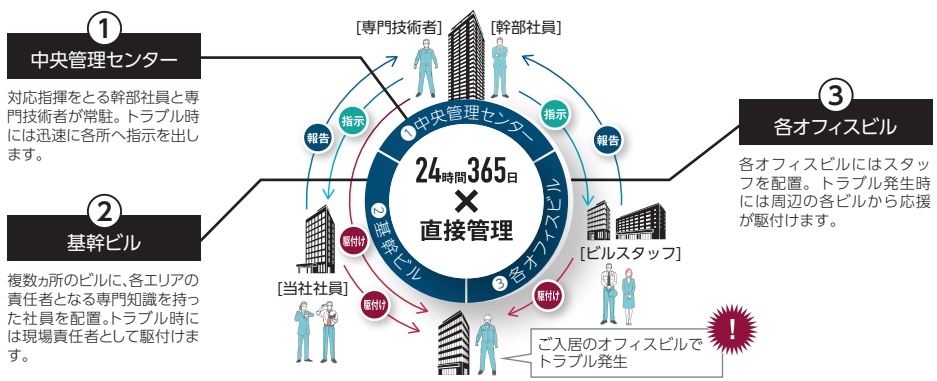 1
中央管理センター
対応指揮をとる幹部社員と専
門技術者が常駐。トラブル時
には迅速に各所へ指示を出し
ます。
2
基幹ビル
複数ヵ所のビルに、各エリアの
責任者となる専門知識を持っ
た社員を配置。トラブル時に
は現場責任者として駆付けま
す。
[専門技術者]
[幹部社員]
報告
指示
指示
報告
❶中央管理センター
24時間365日
×
直接管理
❷基幹ビル
❸各オフィスビル
駆付け
駆付け
駆付け
[当社社員]
[ビルスタッフ]
!
ご入居のオフィスビルで
トラブル発生
3
各オフィスビル
各オフィスビルにはスタッ
フを配置。トラブル発生時
には周辺の各ビルから応援
が駆付けます。